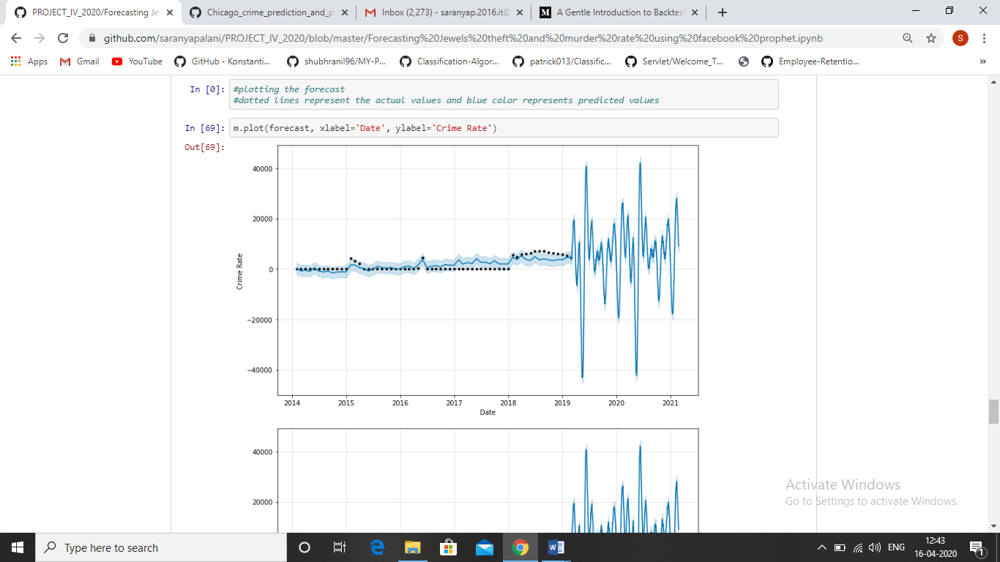 PROJECT_IV_2020/Forecasting Je
Chicago_crime_prediction_and_p
Inbox (2,273) - saranyap.2016.it@
A Gentle Introduction to Backtest
github.com/saranyapalani/PROJECT_IV_2020/blob/master/Forecasting%20Jewels%20theft%20and%20murder%20rate%20using%20facebook%20prophet.ipynb
S
Apps
Gmail
YouTube
GitHub - Konstanti...
shubhranil96/MY-P...
Classification-Algor...
patrick013/Classific...
Servlet/Welcome_T...
Employee-Retentio...
»
In [0]: #plotting the forecast
#dotted lines represent the actual values and blue color represents predicted values
In [69]: m.plot(forecast, xlabel='Date', ylabel='Crime Rate')
Out[69]:
40000
20000
0
−20000
−40000
Crime Rate
2014 2015 2016 2017 2018 2019 2020 2021
Date
40000
20000
Activate Windows
Go to Settings to activate Windows.
Type here to search
ENG
12:43
16-04-2020
1